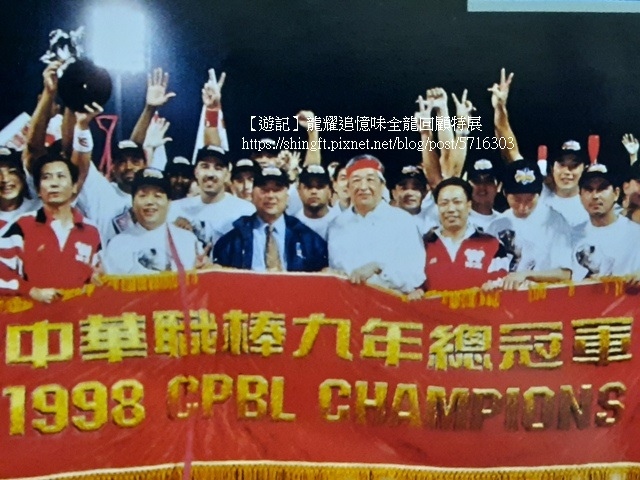 【遊記】龍耀追憶味全龍回顧特展
https://shingft.pixnet.net/blog/post/5716303
中華職棒九年總冠軍
1998 CPBL CHAMPIONS